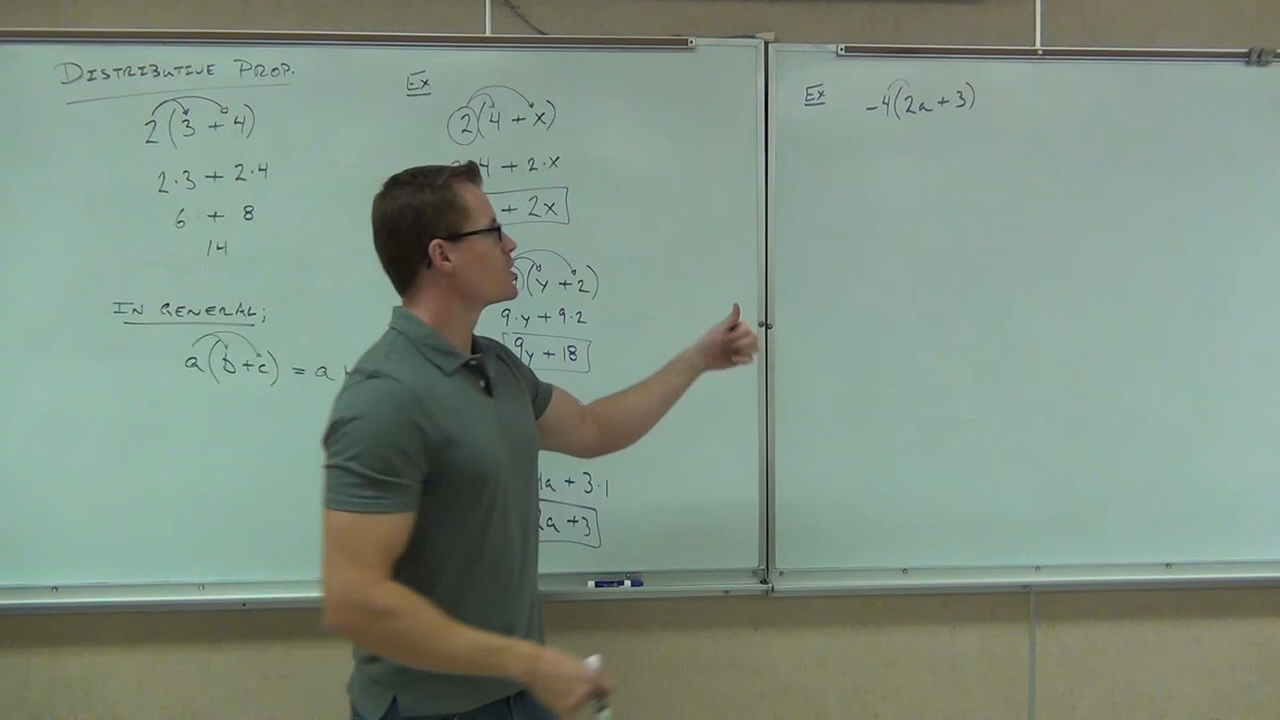 DISTRIBUTIVE PROP.
2(3 + 4)
2·3 + 2·4
6 + 8
14
IN GENERAL;
a(b+c) = a
Ex
2(4 + x)
4 + 2·x
+ 2x
(y + 2)
9·y + 9·2
9y + 18
a + 3·1
a + 3
Ex
-4(2a + 3)